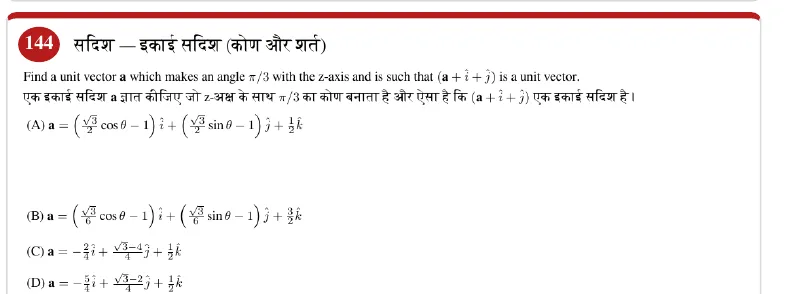 144 सदिश — इकाई सदिश (कोण और शर्त)
Find a unit vector a which makes an angle π/3 with the z-axis and is such that (a + î + ĵ) is a unit vector.
एक इकाई सदिश a ज्ञात कीजिए जो z-अक्ष के साथ π/3 का कोण बनाता है और ऐसा है कि (a + î + ĵ) एक इकाई सदिश है।
(A) a = (√3/2 cos θ − 1) î + (√3/2 sin θ − 1) ĵ + 1/2 k̂
(B) a = (√3/6 cos θ − 1) î + (√3/6 sin θ − 1) ĵ + 3/2 k̂
(C) a = −2/4 î + √3−4/4 ĵ + 1/2 k̂
(D) a = −5/4 î + √3−2/4 ĵ + 1/2 k̂